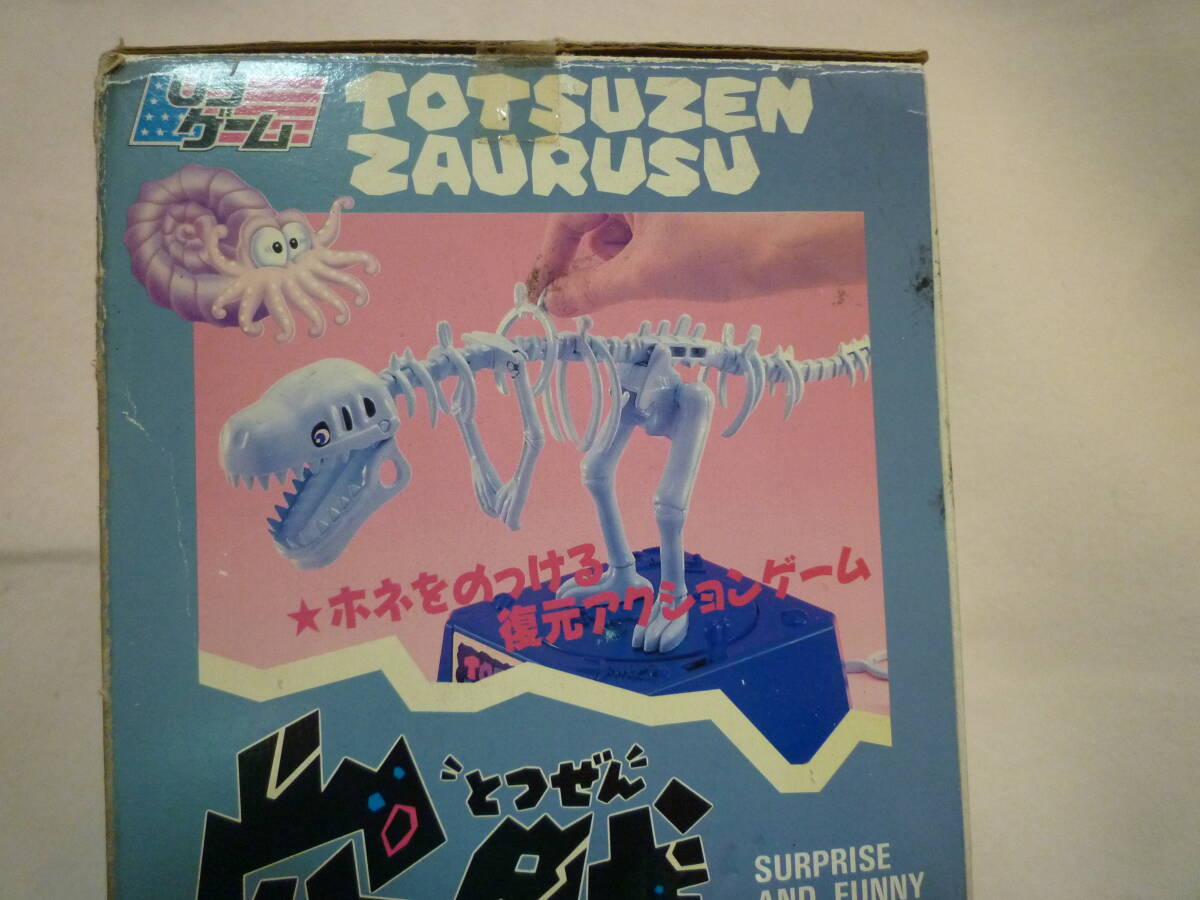 ゲーム
TOTSUZEN
ZAURUSU
★ホネをのっける
復元アクションゲーム
とつぜん
SURPRISE
AND FUNNY